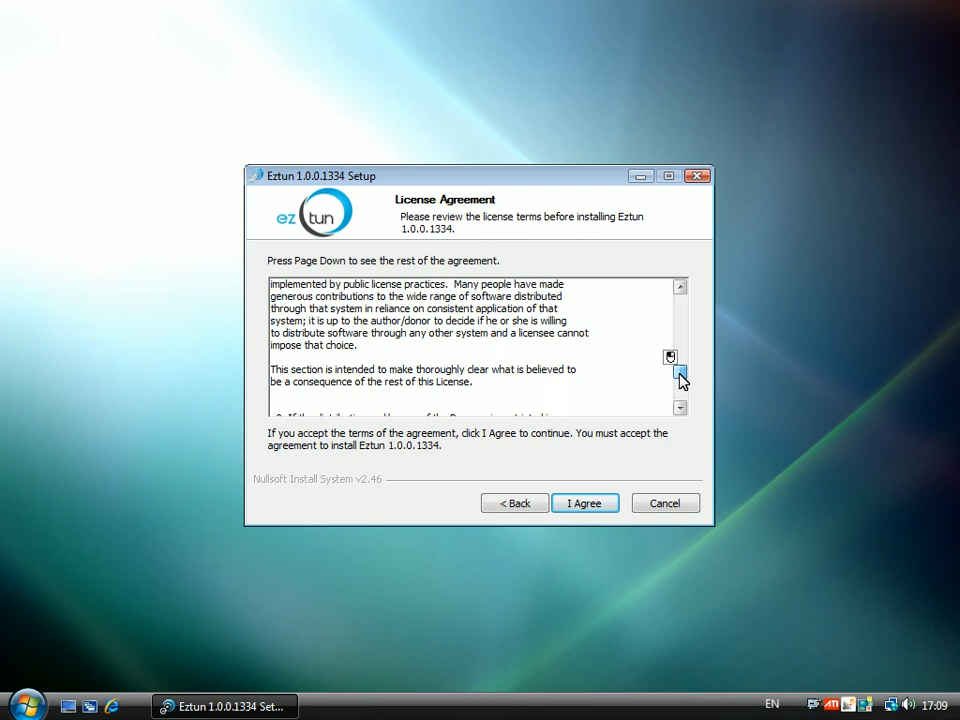 Eztun 1.0.0.1334 Setup
ez tun
License Agreement
Please review the license terms before installing Eztun
1.0.0.1334.
Press Page Down to see the rest of the agreement.
implemented by public license practices. Many people have made
generous contributions to the wide range of software distributed
through that system in reliance on consistent application of that
system; it is up to the author/donor to decide if he or she is willing
to distribute software through any other system and a licensee cannot
impose that choice.
This section is intended to make thoroughly clear what is believed to
be a consequence of the rest of this License.
If you accept the terms of the agreement, click I Agree to continue. You must accept the
agreement to install Eztun 1.0.0.1334.
Nullsoft Install System v2.46
< Back
I Agree
Cancel
Eztun 1.0.0.1334 Set...
EN
ATI
17:09